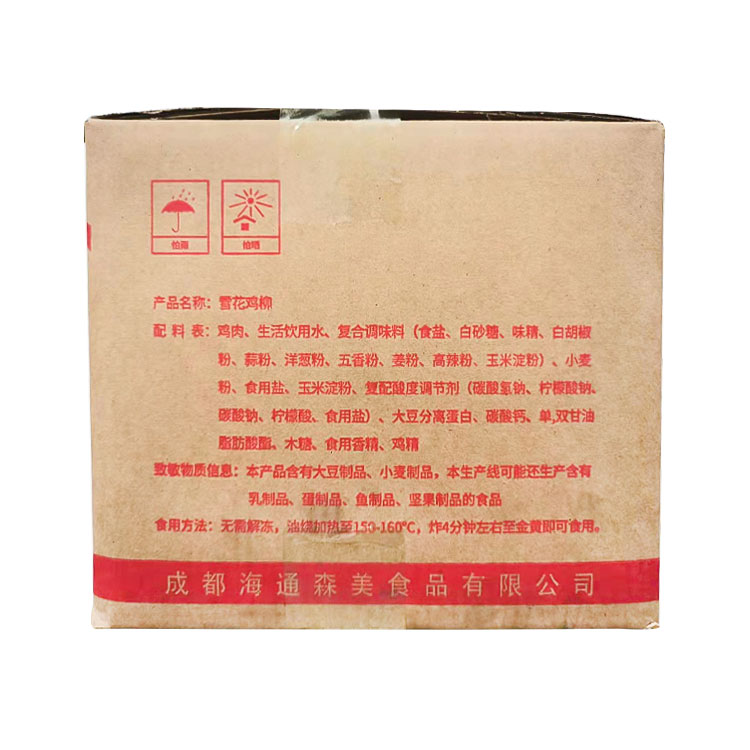 怕雨
怕晒
产品名称：雪花鸡柳
配 料 表：鸡肉、生活饮用水、复合调味料（食盐、白砂糖、味精、白胡椒
粉、蒜粉、洋葱粉、五香粉、姜粉、高辣粉、玉米淀粉）、小麦
粉、食用盐、玉米淀粉、复配酸度调节剂（碳酸氢钠、柠檬酸钠、
碳酸钠、柠檬酸、食用盐）、大豆分离蛋白、碳酸钙、单,双甘油
脂肪酸酯、木糖、食用香精、鸡精
致敏物质信息：本产品含有大豆制品、小麦制品，本生产线可能还生产含有
乳制品、蛋制品、鱼制品、坚果制品的食品
食用方法：无需解冻，油烧加热至150-160°C，炸4分钟左右至金黄即可食用。
成都海通森美食品有限公司